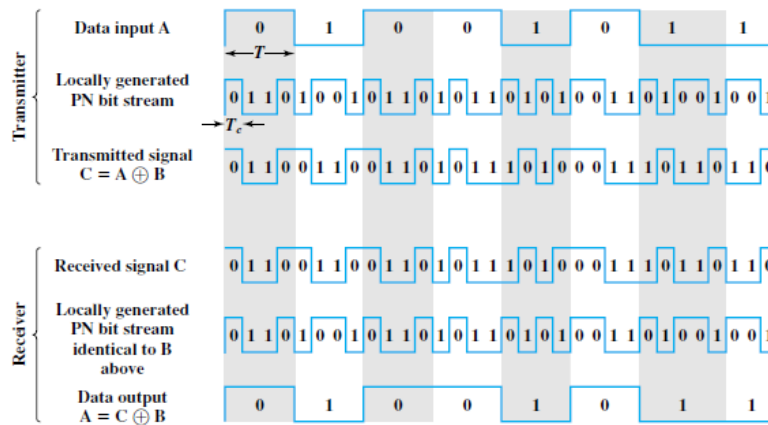 Transmitter
Data input A 0 1 0 0 1 0 1 1
T
Locally generated
PN bit stream 0 1 1 0 1 0 0 1 0 1 1 0 1 0 1 1 0 1 0 1 0 0 1 1 0 1 0 0 1 0 0
T_c
Transmitted signal
C = A ⊕ B 0 1 1 0 0 1 1 0 0 1 1 0 1 0 1 1 1 0 1 0 0 0 1 1 1 0 1 1 0 1 1 0
Receiver
Received signal C 0 1 1 0 0 1 1 0 0 1 1 0 1 0 1 1 1 0 1 0 0 0 1 1 1 0 1 1 0 1 1 0
Locally generated
PN bit stream 0 1 1 0 1 0 0 1 0 1 1 0 1 0 1 1 0 1 0 1 0 0 1 1 0 1 0 0 1 0 0
identical to B
above
Data output
A = C ⊕ B 0 1 0 0 1 0 1 1